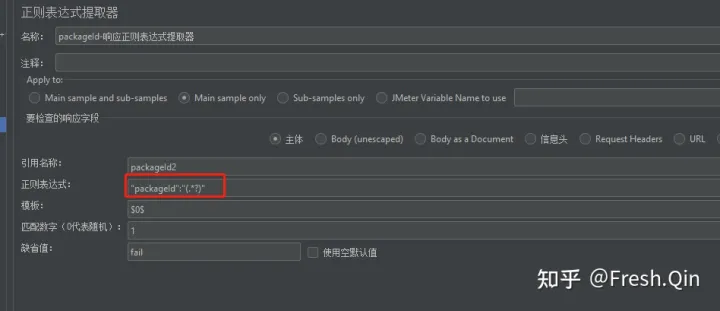 正则表达式提取器
名称： packageId-响应正则表达式提取器
注释：
Apply to:
Main sample and sub-samples Main sample only Sub-samples only JMeter Variable Name to use
要检查的响应字段
主体 Body (unescaped) Body as a Document 信息头 Request Headers URL
引用名称： packageId2
正则表达式： "packageId":"(.*?)"
模板： $0$
匹配数字（0代表随机）： 1
缺省值： fail 使用空默认值
知乎 @Fresh.Qin